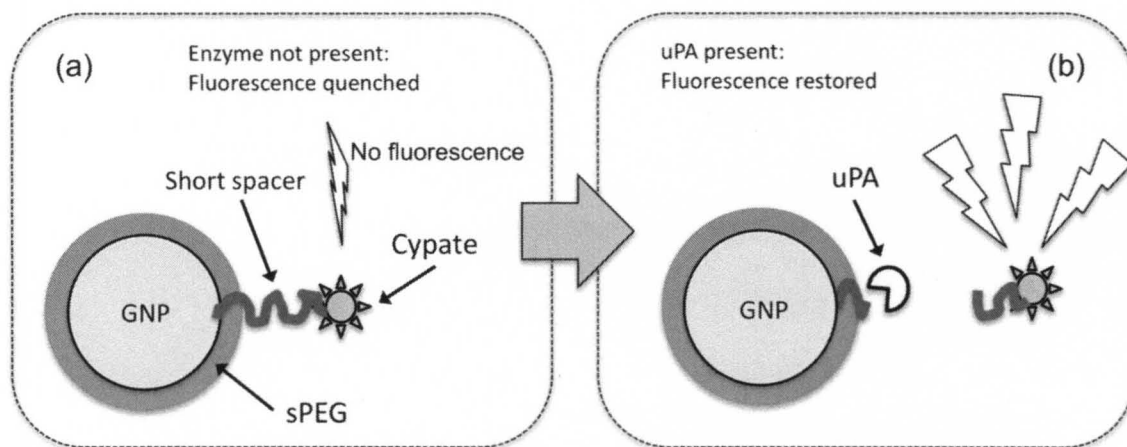 (a)
Enzyme not present:
Fluorescence quenched
No fluorescence
Short spacer
Cypate
GNP
sPEG
uPA present:
Fluorescence restored
(b)
uPA
GNP